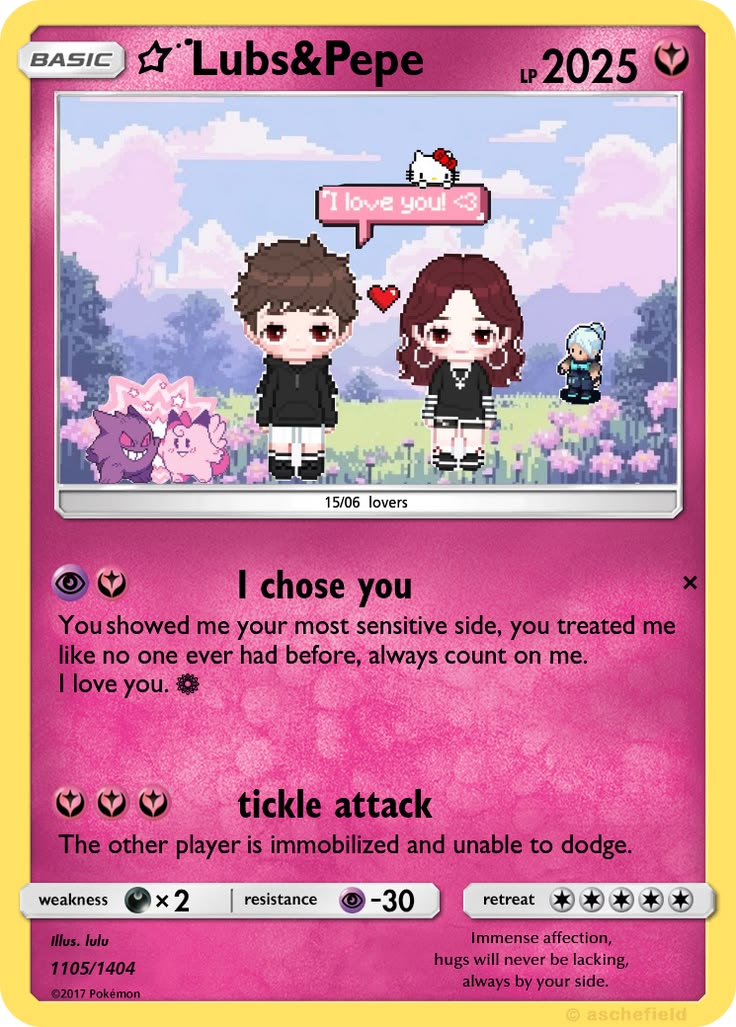 BASIC ☆ Lubs&Pepe LP 2025
"I love you! <3
15/06 lovers
I chose you ×
You showed me your most sensitive side, you treated me
like no one ever had before, always count on me.
I love you. ❁
tickle attack
The other player is immobilized and unable to dodge.
weakness ×2 resistance -30 retreat
Illus. lulu
1105/1404
©2017 Pokémon
Immense affection,
hugs will never be lacking,
always by your side.
© aschefield